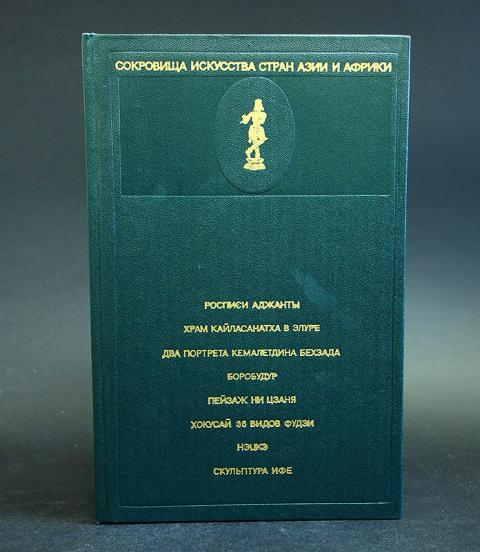 СОКРОВИЩА ИСКУССТВА СТРАН АЗИИ И АФРИКИ
РОСПИСИ АДЖАНТЫ
ХРАМ КАЙЛАСАНАТХА В ЭЛУРЕ
ДВА ПОРТРЕТА КЕМАЛЕТДИНА БЕХЗАДА
БОРОБУДУР
ПЕЙЗАЖ НИ ЦЗАНЯ
ХОКУСАЙ 36 ВИДОВ ФУДЗИ
НЭЦКЭ
СКУЛЬПТУРА ИФЕ